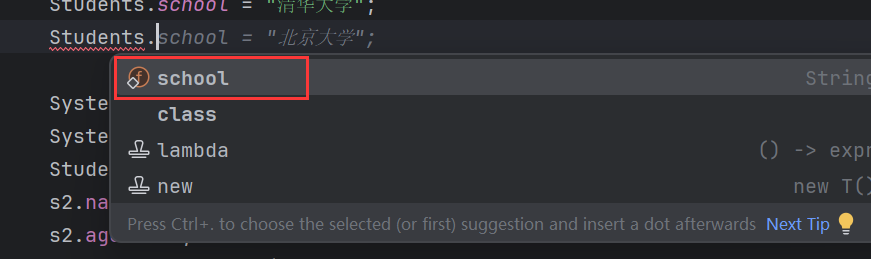 Students.school = "清华大学";
Students.school = "北京大学";
f school String
class
Syste
lambda () -> expr
Syste
new new T()
Stude
s2.na
Press Ctrl+. to choose the selected (or first) suggestion and insert a dot afterwards Next Tip
s2.ag